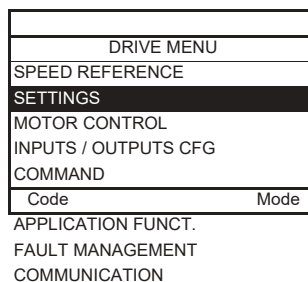 DRIVE MENU
SPEED REFERENCE
SETTINGS
MOTOR CONTROL
INPUTS / OUTPUTS CFG
COMMAND
Code Mode
APPLICATION FUNCT.
FAULT MANAGEMENT
COMMUNICATION